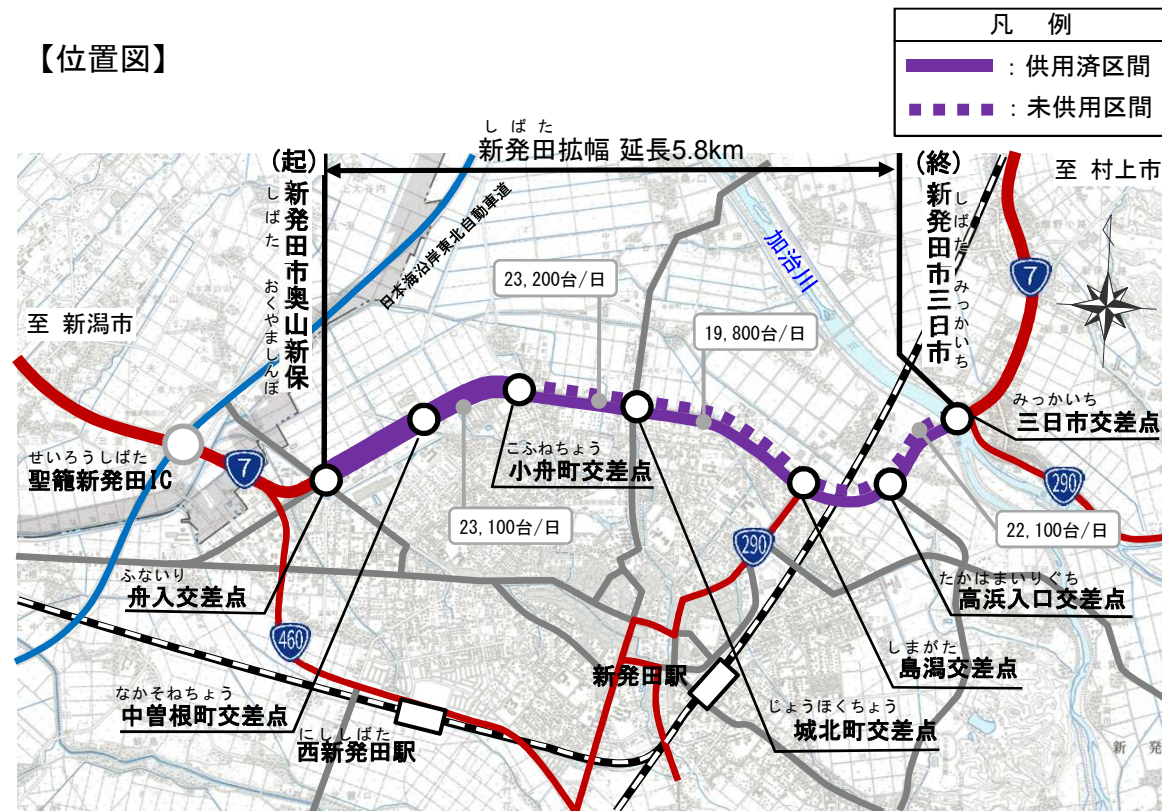 【位置図】
凡 例
：供用済区間
：未供用区間
しばた
新発田拡幅 延長5.8km
(起)
新発田市奥山新保
しばた おくやましんぼ
(終)
新発田市三日市
しばたみっかいち
至 村上市
至 新潟市
日本海沿岸東北自動車道
加治川
7
23,200台/日
19,800台/日
みっかいち
三日市交差点
せいろうしばた
聖籠新発田IC
7
こふねちょう
小舟町交差点
23,100台/日
290
22,100台/日
290
ふないり
舟入交差点
たかはまいりぐち
高浜入口交差点
460
しまがた
島潟交差点
新発田駅
なかそねちょう
中曽根町交差点
じょうほくちょう
城北町交差点
にししばた
西新発田駅
新 発